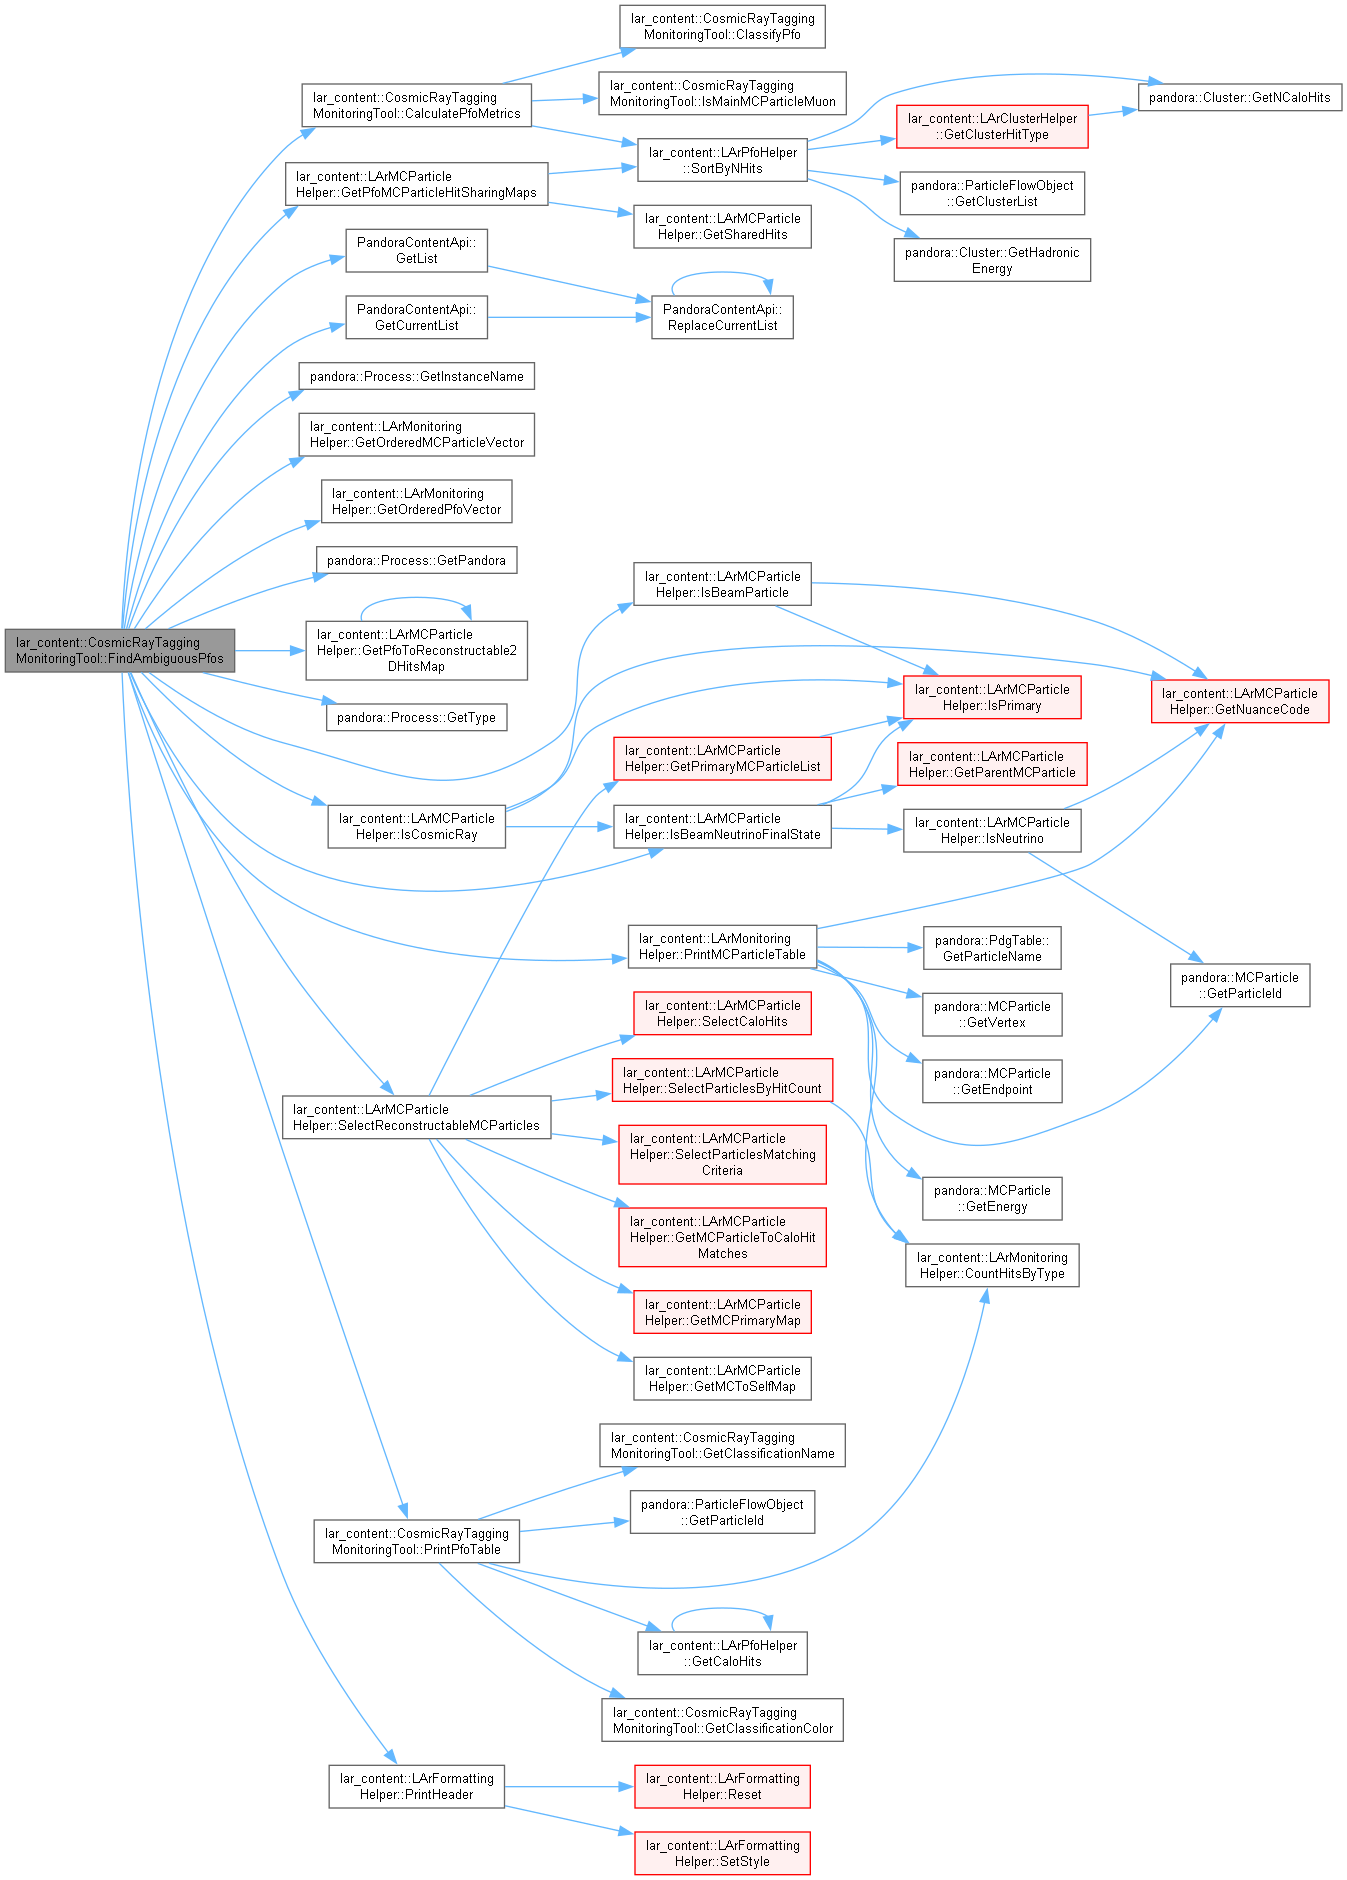 lar_content::CosmicRayTagging
MonitoringTool::FindAmbiguousPfos
lar_content::CosmicRayTagging
MonitoringTool::CalculatePfoMetrics
lar_content::LArMCParticle
Helper::GetPfoMCParticleHitSharingMaps
PandoraContentApi::
GetList
PandoraContentApi::
GetCurrentList
pandora::Process::GetInstanceName
lar_content::LArMonitoring
Helper::GetOrderedMCParticleVector
lar_content::LArMonitoring
Helper::GetOrderedPfoVector
pandora::Process::GetPandora
lar_content::LArMCParticle
Helper::GetPfoToReconstructable2
DHitsMap
pandora::Process::GetType
lar_content::LArMCParticle
Helper::IsCosmicRay
lar_content::LArMCParticle
Helper::SelectReconstructableMCParticles
lar_content::CosmicRayTagging
MonitoringTool::PrintPfoTable
lar_content::LArFormatting
Helper::PrintHeader
lar_content::CosmicRayTagging
MonitoringTool::ClassifyPfo
lar_content::CosmicRayTagging
MonitoringTool::IsMainMCParticleMuon
lar_content::LArPfoHelper
::SortByNHits
lar_content::LArMCParticle
Helper::GetSharedHits
PandoraContentApi::
ReplaceCurrentList
lar_content::LArMCParticle
Helper::IsBeamParticle
lar_content::LArMCParticle
Helper::GetPrimaryMCParticleList
lar_content::LArMCParticle
Helper::IsBeamNeutrinoFinalState
lar_content::LArMonitoring
Helper::PrintMCParticleTable
lar_content::LArMCParticle
Helper::SelectCaloHits
lar_content::LArMCParticle
Helper::SelectParticlesByHitCount
lar_content::LArMCParticle
Helper::SelectParticlesMatching
Criteria
lar_content::LArMCParticle
Helper::GetMCParticleToCaloHit
Matches
lar_content::LArMCParticle
Helper::GetMCPrimaryMap
lar_content::LArMCParticle
Helper::GetMCToSelfMap
lar_content::CosmicRayTagging
MonitoringTool::GetClassificationName
pandora::ParticleFlowObject
::GetParticleId
lar_content::LArPfoHelper
::GetCaloHits
lar_content::CosmicRayTagging
MonitoringTool::GetClassificationColor
lar_content::LArFormatting
Helper::Reset
lar_content::LArFormatting
Helper::SetStyle
lar_content::LArClusterHelper
::GetClusterHitType
pandora::ParticleFlowObject
::GetClusterList
pandora::Cluster::GetHadronic
Energy
lar_content::LArMCParticle
Helper::IsPrimary
lar_content::LArMCParticle
Helper::GetParentMCParticle
lar_content::LArMCParticle
Helper::IsNeutrino
pandora::PdgTable::
GetParticleName
pandora::MCParticle
::GetVertex
pandora::MCParticle
::GetEndpoint
pandora::MCParticle
::GetEnergy
lar_content::LArMonitoring
Helper::CountHitsByType
pandora::Cluster::GetNCaloHits
lar_content::LArMCParticle
Helper::GetNuanceCode
pandora::MCParticle
::GetParticleId